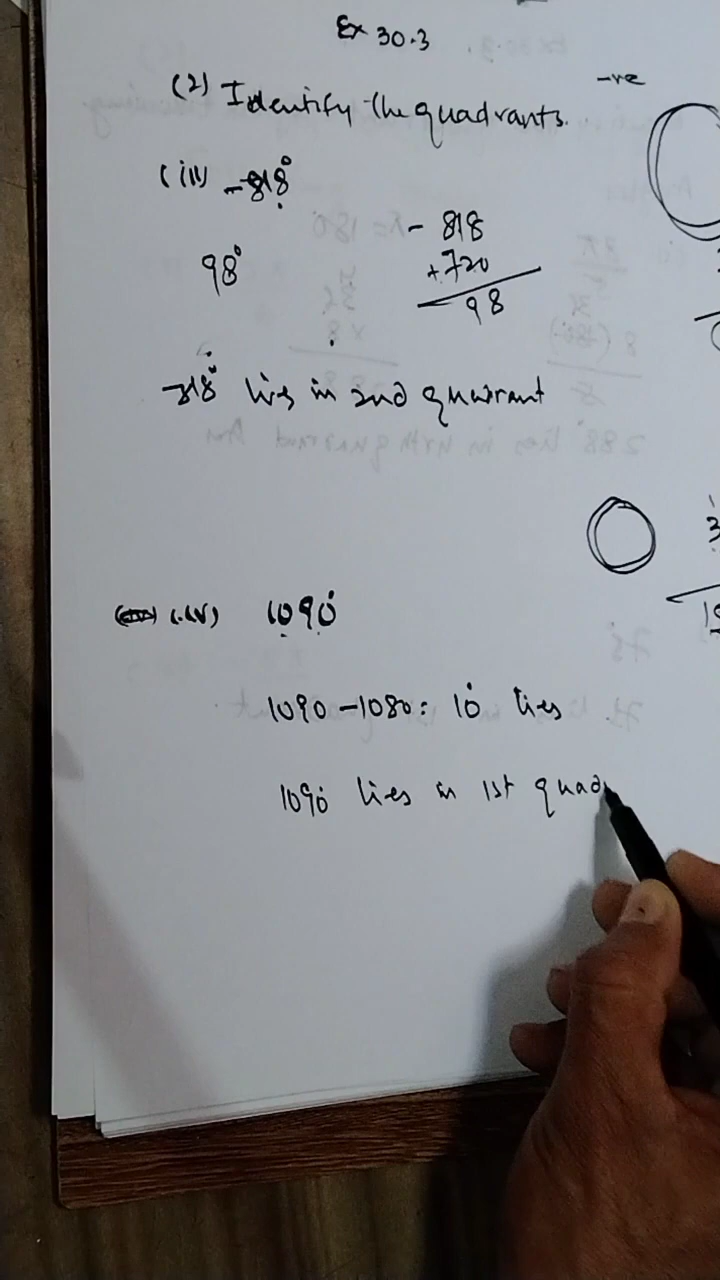 Ex 30.3
(2) Identify the quadrants. -ve
(iii) -818°
98°
- 818
+720
98
-818° lies in 2nd quadrant
(iv) 1090°
1090 - 1080 : 10° lies
1090° lies in 1st quad